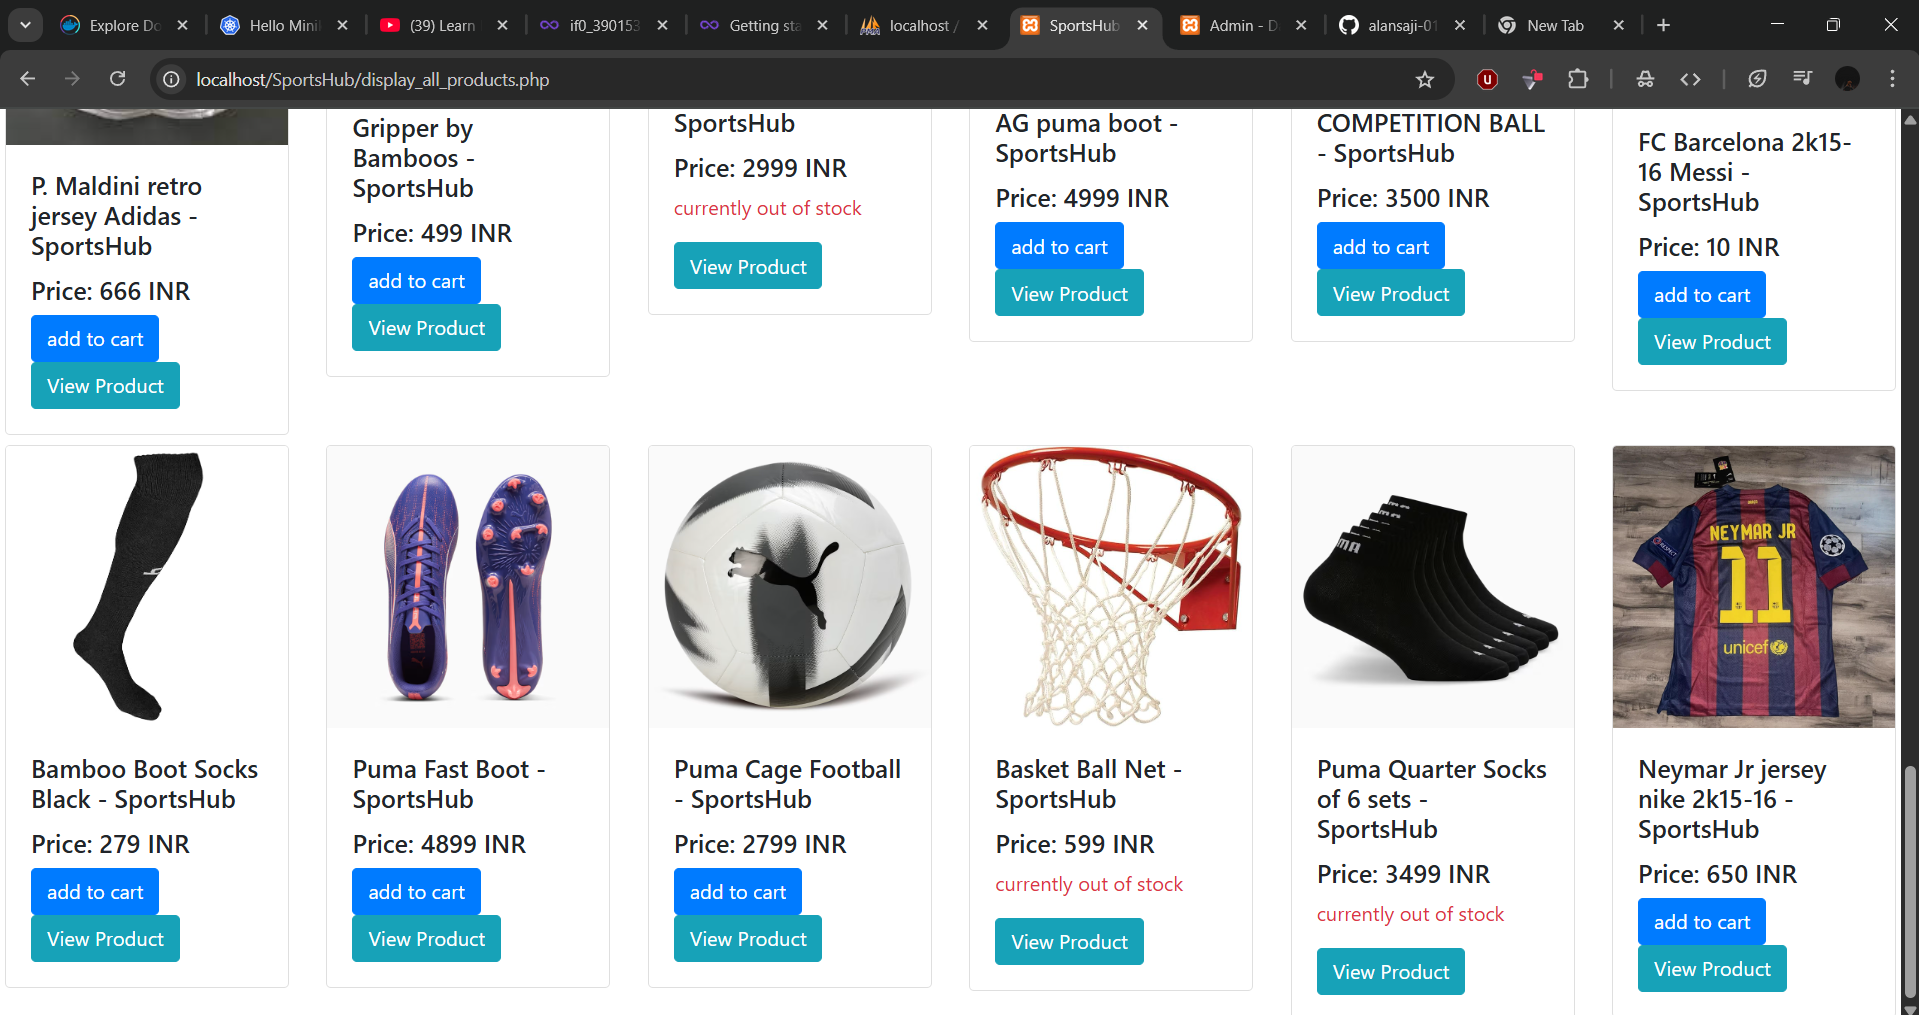 Explore Do
Hello Mini
(39) Learn
if0_390153
Getting sta
localhost /
SportsHub
Admin - D
alansaji-01
New Tab
localhost/SportsHub/display_all_products.php
P. Maldini retro
jersey Adidas -
SportsHub
Price: 666 INR
add to cart
View Product
Gripper by
Bamboos -
SportsHub
Price: 499 INR
add to cart
View Product
SportsHub
Price: 2999 INR
currently out of stock
View Product
AG puma boot -
SportsHub
Price: 4999 INR
add to cart
View Product
COMPETITION BALL
- SportsHub
Price: 3500 INR
add to cart
View Product
FC Barcelona 2k15-
16 Messi -
SportsHub
Price: 10 INR
add to cart
View Product
Bamboo Boot Socks
Black - SportsHub
Price: 279 INR
add to cart
View Product
Puma Fast Boot -
SportsHub
Price: 4899 INR
add to cart
View Product
Puma Cage Football
- SportsHub
Price: 2799 INR
add to cart
View Product
Basket Ball Net -
SportsHub
Price: 599 INR
currently out of stock
View Product
Puma Quarter Socks
of 6 sets -
SportsHub
Price: 3499 INR
currently out of stock
View Product
NEYMAR JR
11
unicef
Neymar Jr jersey
nike 2k15-16 -
SportsHub
Price: 650 INR
add to cart
View Product